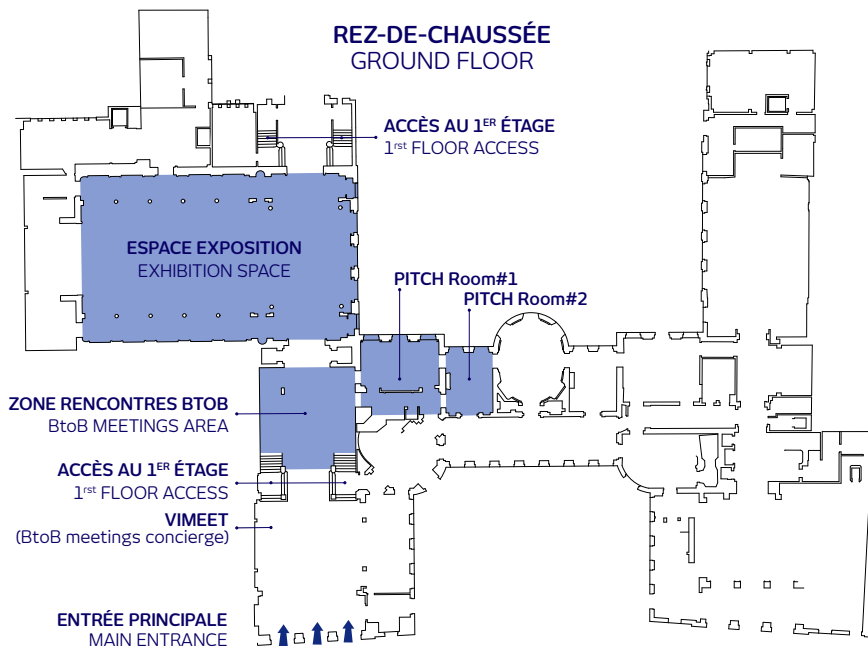 REZ-DE-CHAUSSÉE
GROUND FLOOR
ACCÈS AU 1ER ÉTAGE
1rst FLOOR ACCESS
ESPACE EXPOSITION
EXHIBITION SPACE
PITCH Room#1
PITCH Room#2
ZONE RENCONTRES BTOB
BtoB MEETINGS AREA
ACCÈS AU 1ER ÉTAGE
1rst FLOOR ACCESS
VIMEET
(BtoB meetings concierge)
ENTRÉE PRINCIPALE
MAIN ENTRANCE